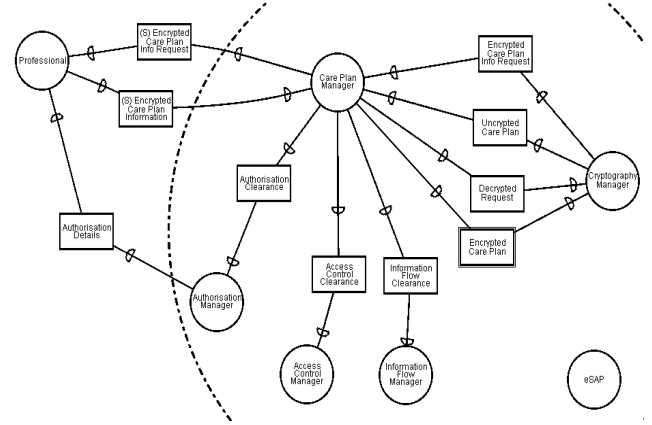 Professional
(S) Encrypted
Care Plan
Info Request
(S) Encrypted
Care Plan
Information
Care Plan
Manager
Encrypted
Care Plan
Info Request
Uncrypted
Care Plan
Cryptography
Manager
Authorisation
Clearance
Decrypted
Request
Authorisation
Details
Encrypted
Care Plan
Access
Control
Clearance
Information
Flow
Clearance
Authorisation
Manager
Access
Control
Manager
Information
Flow
Manager
eSAP